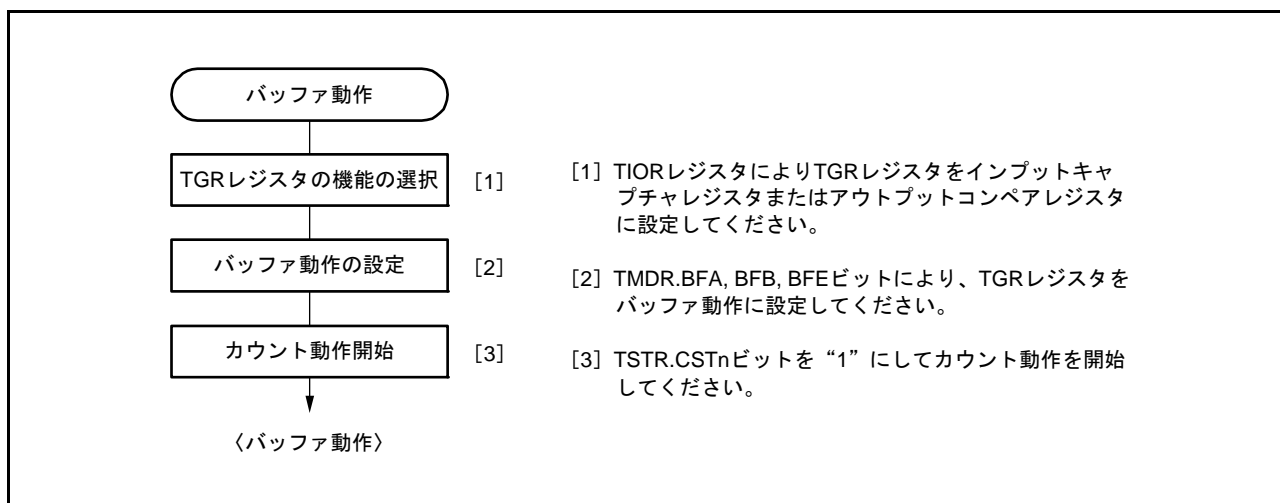 バッファ動作
TGRレジスタの機能の選択 [1]
バッファ動作の設定 [2]
カウント動作開始 [3]
〈バッファ動作〉
[1] TIORレジスタによりTGRレジスタをインプットキャ
プチャレジスタまたはアウトプットコンペアレジスタ
に設定してください。
[2] TMDR.BFA, BFB, BFEビットにより、TGRレジスタを
バッファ動作に設定してください。
[3] TSTR.CSTnビットを“1”にしてカウント動作を開始
してください。